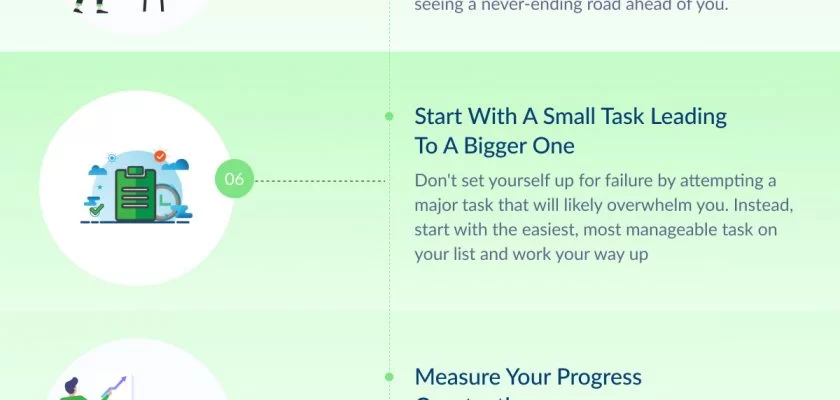 seeing a never-ending road ahead of you.
06
Start With A Small Task Leading
To A Bigger One
Don't set yourself up for failure by attempting a
major task that will likely overwhelm you. Instead,
start with the easiest, most manageable task on
your list and work your way up
Measure Your Progress